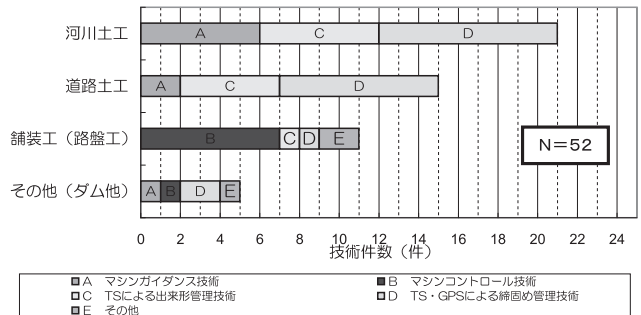 河川土工 A C D
道路土工 A C D
舗装工（路盤工） B C D E
その他（ダム他） A B D E
N＝52
0 2 4 6 8 10 12 14 16 18 20 22 24
技術件数（件）
A マシンガイダンス技術 B マシンコントロール技術
C TSによる出来形管理技術 D TS・GPSによる締固め管理技術
E その他